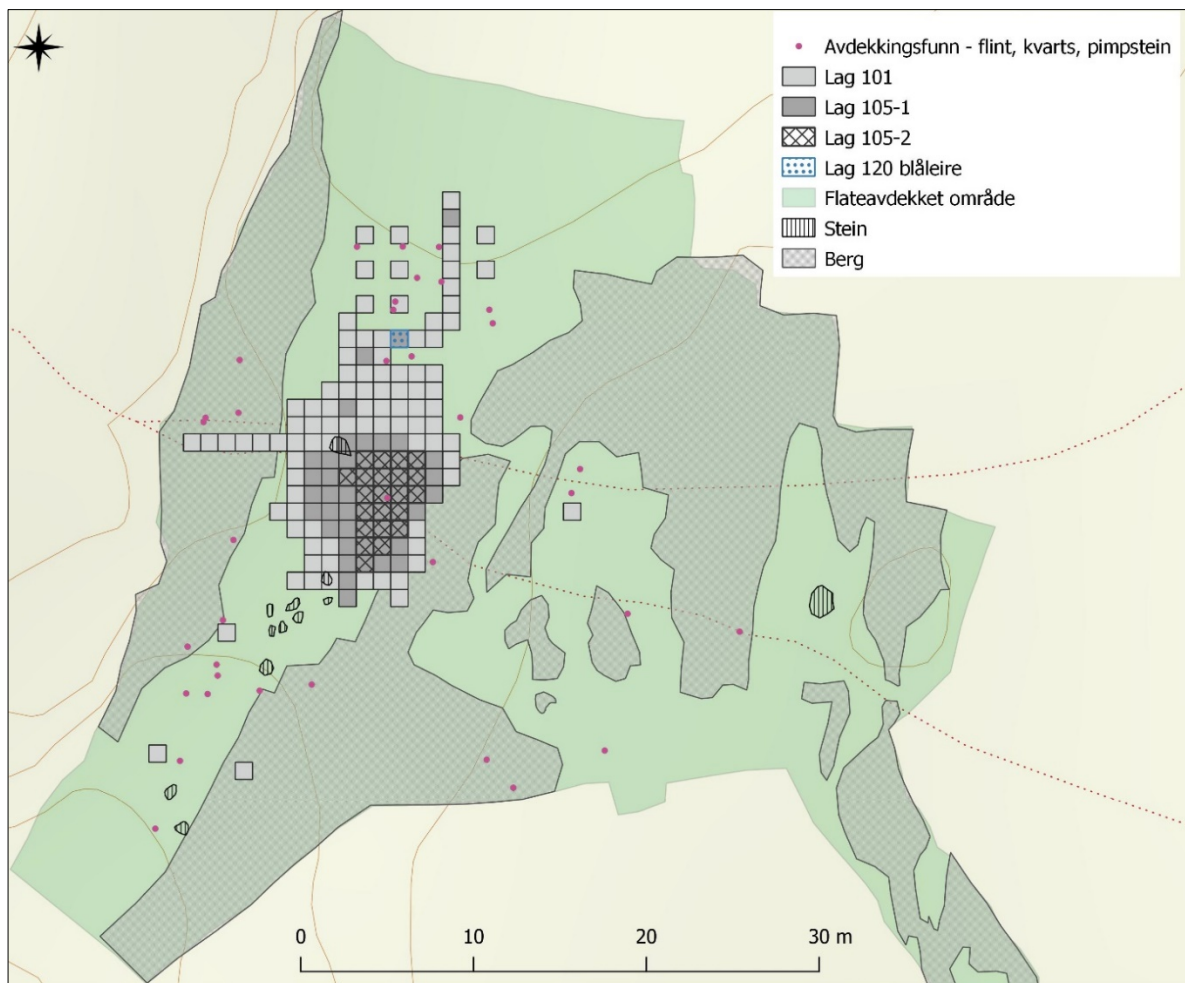 Avdekkingsfunn - flint, kvarts, pimpstein
Lag 101
Lag 105-1
Lag 105-2
Lag 120 blåleire
Flateavdekket område
Stein
Berg
0 10 20 30 m